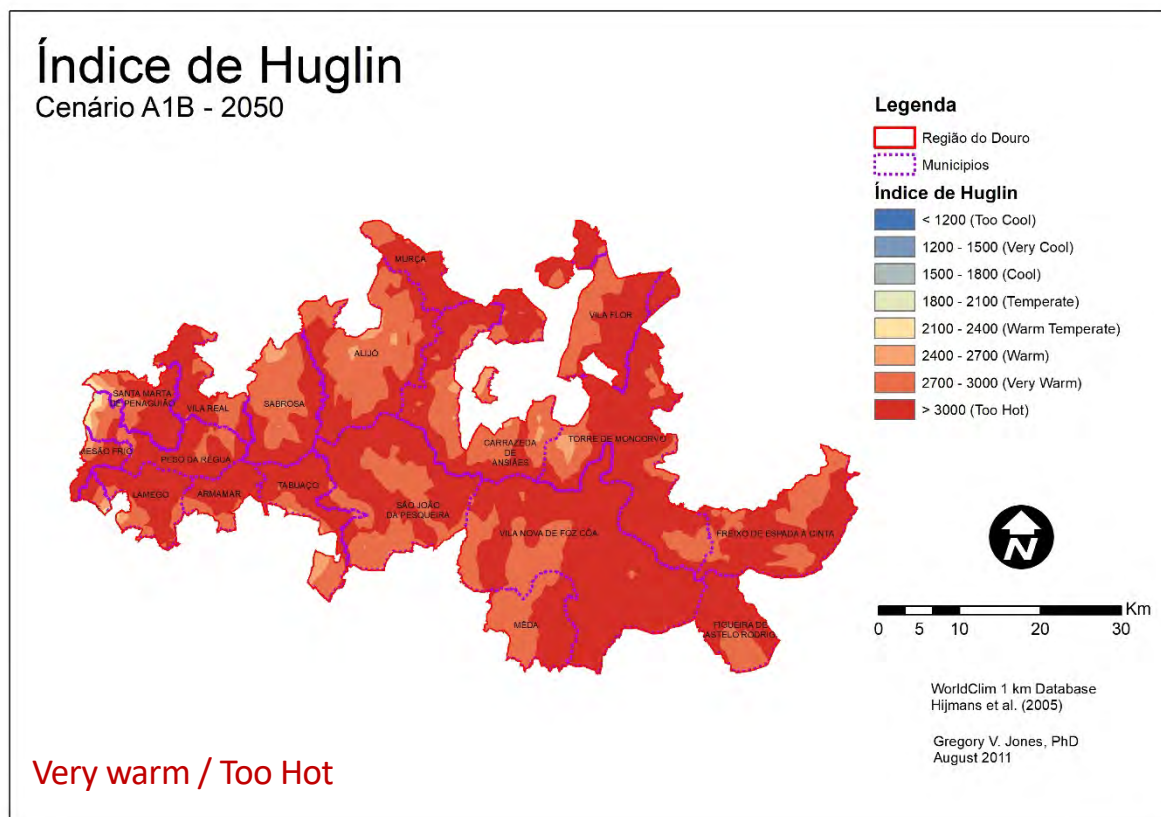 Índice de Huglin
Cenário A1B - 2050
Legenda
Região do Douro
Municipios
Índice de Huglin
< 1200 (Too Cool)
1200 - 1500 (Very Cool)
1500 - 1800 (Cool)
1800 - 2100 (Temperate)
2100 - 2400 (Warm Temperate)
2400 - 2700 (Warm)
2700 - 3000 (Very Warm)
> 3000 (Too Hot)
MURÇA
VILA FLOR
ALIJÓ
SANTA MARTA
DE PENAGUIÃO
VILA REAL
SABROSA
MESÃO FRIO
PESO DA RÉGUA
CARRAZEDA
DE
ANSIÃES
TORRE DE MONCORVO
LAMEGO
ARMAMAR
TABUAÇO
SÃO JOÃO
DA PESQUEIRA
VILA NOVA DE FOZ CÔA
FREIXO DE ESPADA À CINTA
MÊDA
FIGUEIRA DE
CASTELO RODRIGO
N
Km
0 5 10 20 30
WorldClim 1 km Database
Hijmans et al. (2005)
Gregory V. Jones, PhD
August 2011
Very warm / Too Hot